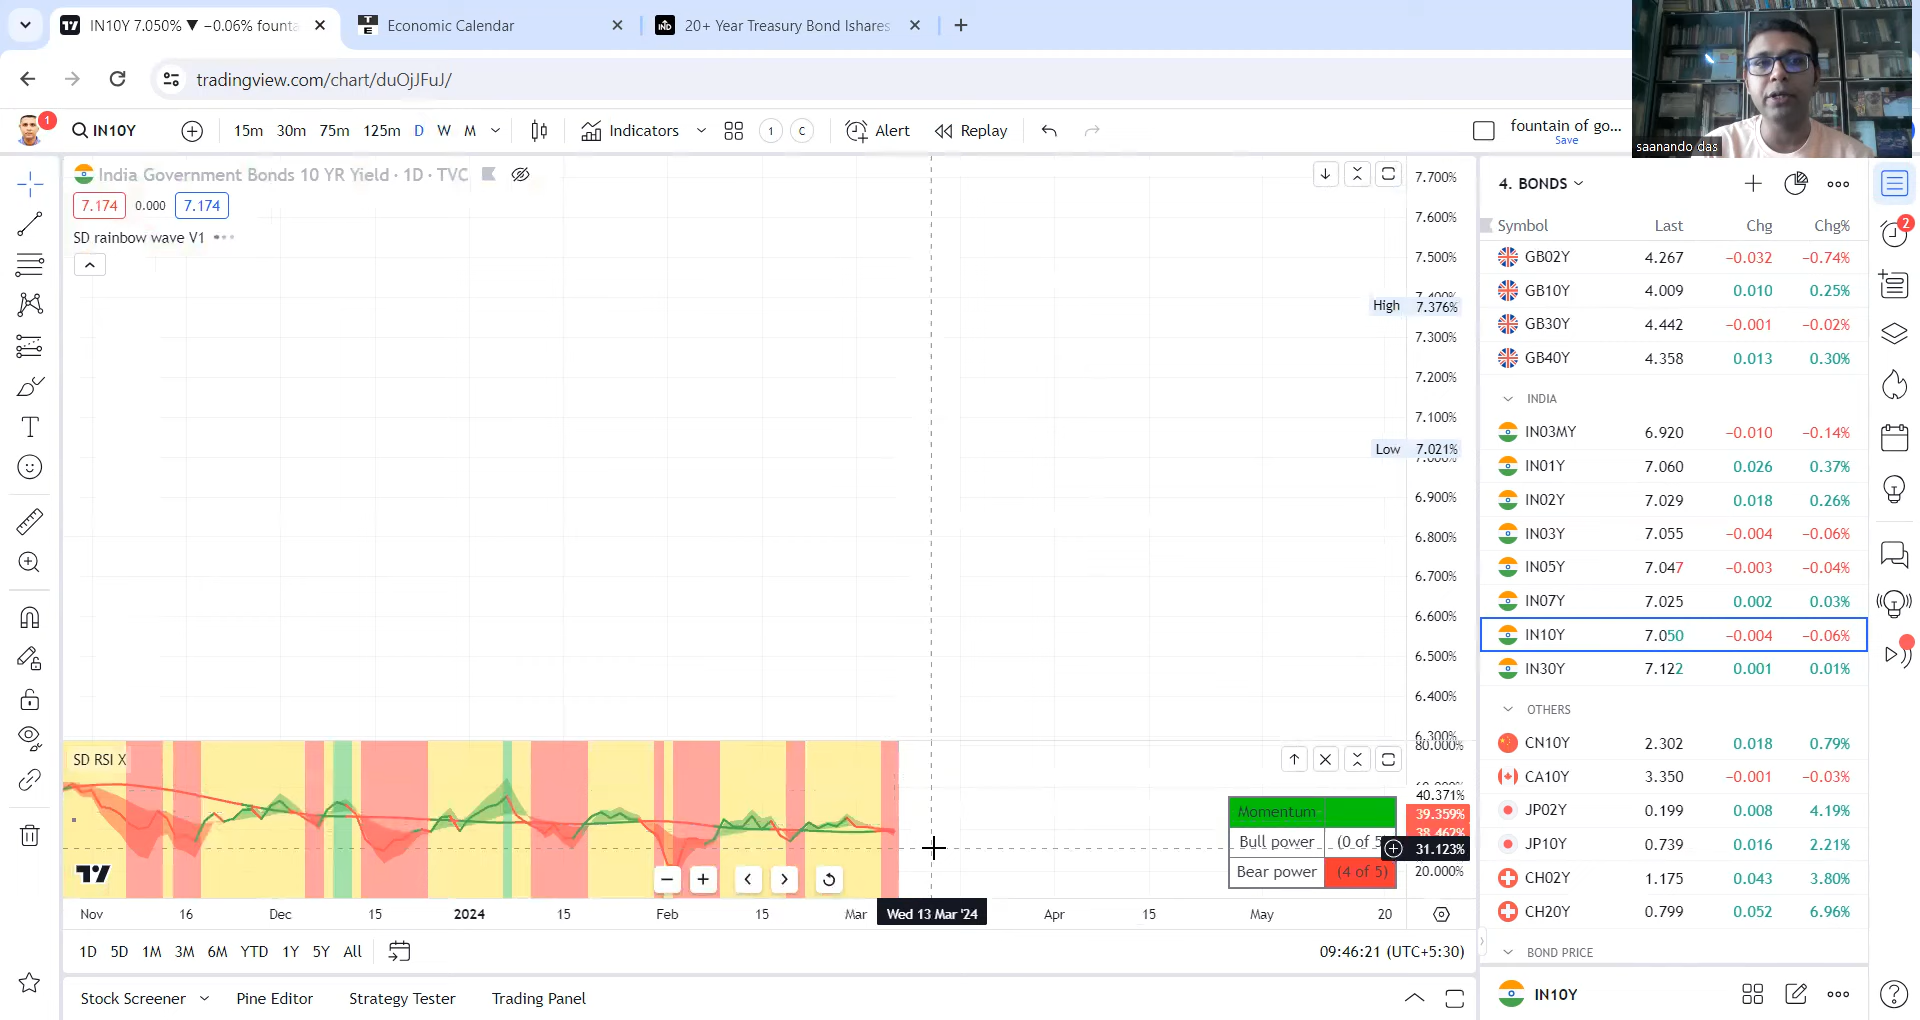 IN10Y 7.050% ▼ −0.06% founta
Economic Calendar
20+ Year Treasury Bond Ishares
tradingview.com/chart/duOjJFuJ/
saanando das
1
IN10Y
15m 30m 75m 125m D W M
Indicators
1
C
Alert
Replay
fountain of go...
Save
India Government Bonds 10 YR Yield · 1D · TVC
7.174 0.000 7.174
SD rainbow wave V1
7.700%
7.600%
7.500%
High 7.376%
7.300%
7.200%
7.100%
Low 7.021%
6.900%
6.800%
6.700%
6.600%
6.500%
6.400%
6.300%
80.000%
40.371%
39.359%
38.462%
31.123%
20.000%
SD RSI X
Momentum
Bull power (0 of 5)
Bear power (4 of 5)
Nov 16 Dec 15 2024 15 Feb 15 Mar Wed 13 Mar '24 Apr 15 May 20
1D 5D 1M 3M 6M YTD 1Y 5Y All
09:46:21 (UTC+5:30)
Stock Screener Pine Editor Strategy Tester Trading Panel
4. BONDS
Symbol Last Chg Chg%
GB02Y 4.267 −0.032 −0.74%
GB10Y 4.009 0.010 0.25%
GB30Y 4.442 −0.001 −0.02%
GB40Y 4.358 0.013 0.30%
INDIA
IN03MY 6.920 −0.010 −0.14%
IN01Y 7.060 0.026 0.37%
IN02Y 7.029 0.018 0.26%
IN03Y 7.055 −0.004 −0.06%
IN05Y 7.047 −0.003 −0.04%
IN07Y 7.025 0.002 0.03%
IN10Y 7.050 −0.004 −0.06%
IN30Y 7.122 0.001 0.01%
OTHERS
CN10Y 2.302 0.018 0.79%
CA10Y 3.350 −0.001 −0.03%
JP02Y 0.199 0.008 4.19%
JP10Y 0.739 0.016 2.21%
CH02Y 1.175 0.043 3.80%
CH20Y 0.799 0.052 6.96%
BOND PRICE
IN10Y
2